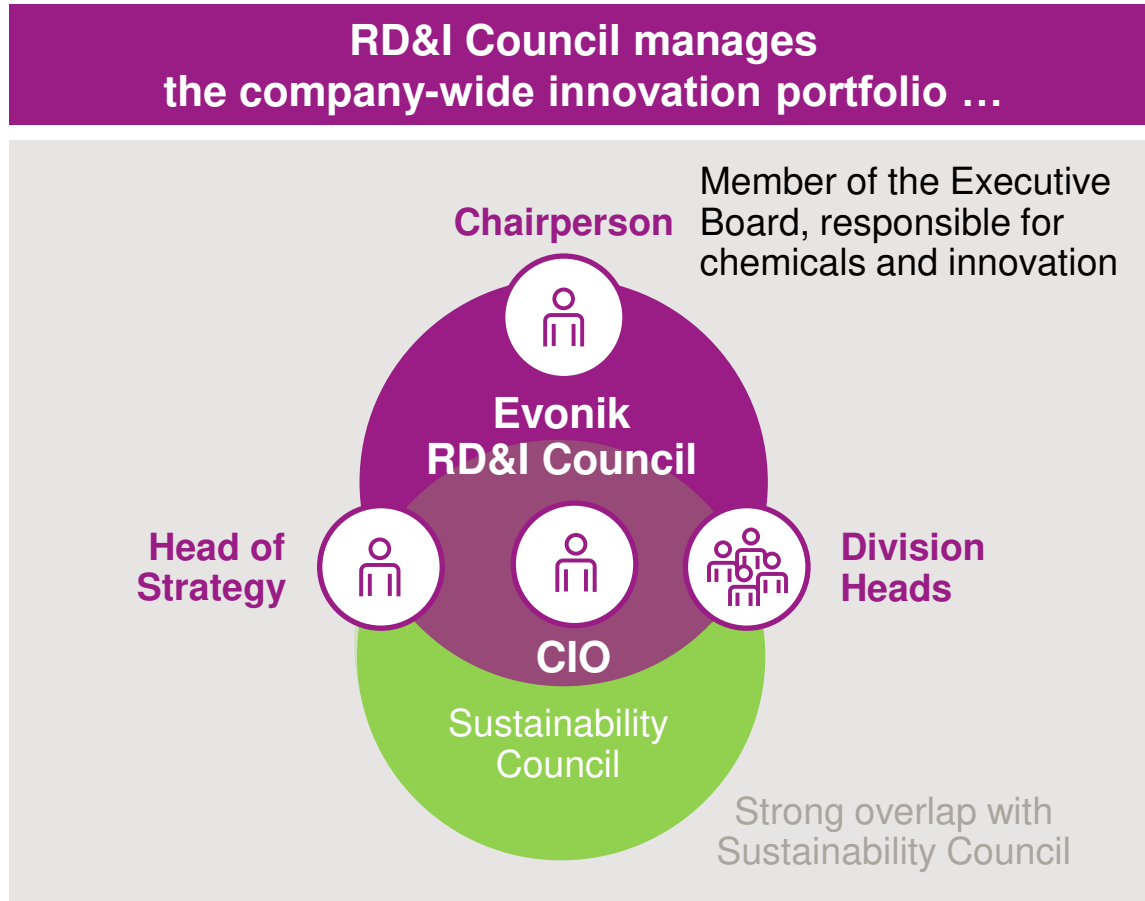 RD&I Council manages
the company-wide innovation portfolio …
Member of the Executive
Board, responsible for
chemicals and innovation
Chairperson
Evonik
RD&I Council
Head of
Strategy
Division
Heads
CIO
Sustainability
Council
Strong overlap with
Sustainability Council